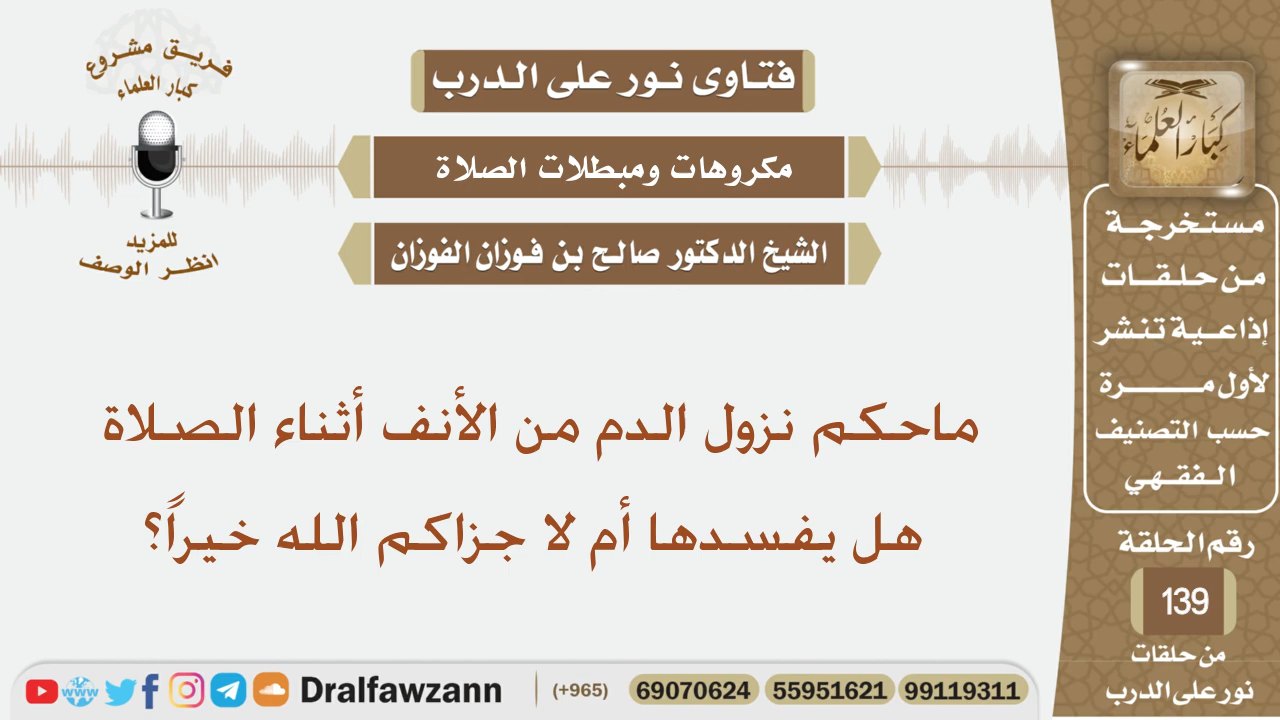 فريق مشروع
كبار العلماء
للمزيد
انظر الوصف
فتاوى نور على الدرب
مكروهات ومبطلات الصلاة
الشيخ الدكتور صالح بن فوزان الفوزان
ماحكم نزول الدم من الأنف أثناء الصلاة
هل يفسدها أم لا جزاكم الله خيراً؟
كبار العلماء
مستخرجة
من حلقات
إذاعية تنشر
لأول مرة
حسب التصنيف
الفقهي
رقم الحلقة
139
من حلقات
نور على الدرب
www
Dralfawzann (+965) 69070624 55951621 99119311